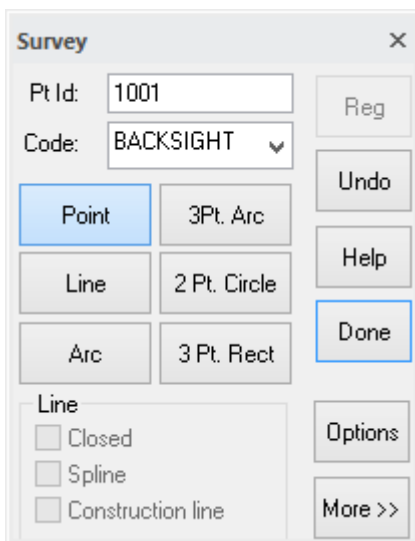 Survey
Pt Id: 1001
Code: BACKSIGHT
Reg
Undo
Help
Done
Point
3Pt. Arc
Line
2 Pt. Circle
Arc
3 Pt. Rect
Line
Closed
Spline
Construction line
Options
More >>